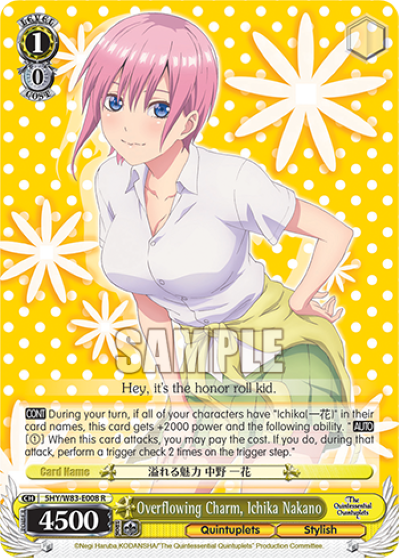 LEVEL
1
0
COST
SAMPLE
Hey, it's the honor roll kid.
CONT During your turn, if all of your characters have "Ichika(一花)" in their
card names, this card gets +2000 power and the following ability. " AUTO
[①] When this card attacks, you may pay the cost. If you do, during that
attack, perform a trigger check 2 times on the trigger step."
Card Name 溢れる魅力 中野 一花
CH 5HY/W83-E008 R
Overflowing Charm, Ichika Nakano
The Quintessential Quintuplets
4500
Quintuplets Stylish
©Negi Haruba,KODANSHA/"The Quintessential Quintuplets" Production Committee.